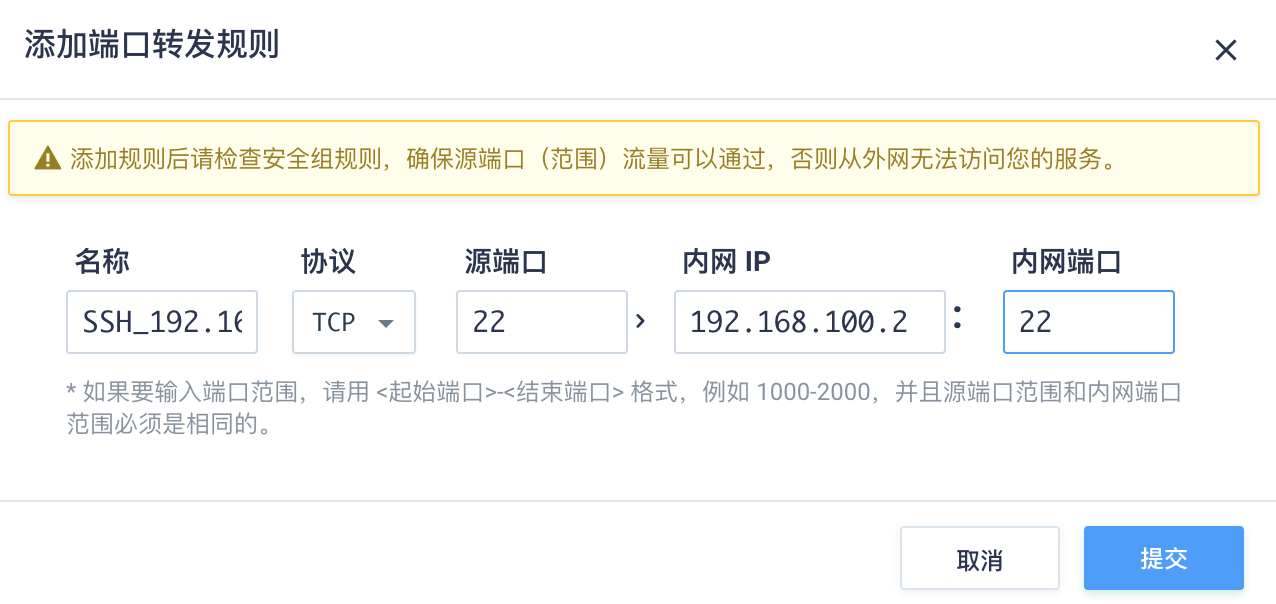 添加端口转发规则
添加规则后请检查安全组规则，确保源端口（范围）流量可以通过，否则从外网无法访问您的服务。
名称 协议 源端口 内网 IP 内网端口
SSH_192.16 TCP 22 › 192.168.100.2 : 22
* 如果要输入端口范围，请用 <起始端口>-<结束端口> 格式，例如 1000-2000，并且源端口范围和内网端口
范围必须是相同的。
取消 提交